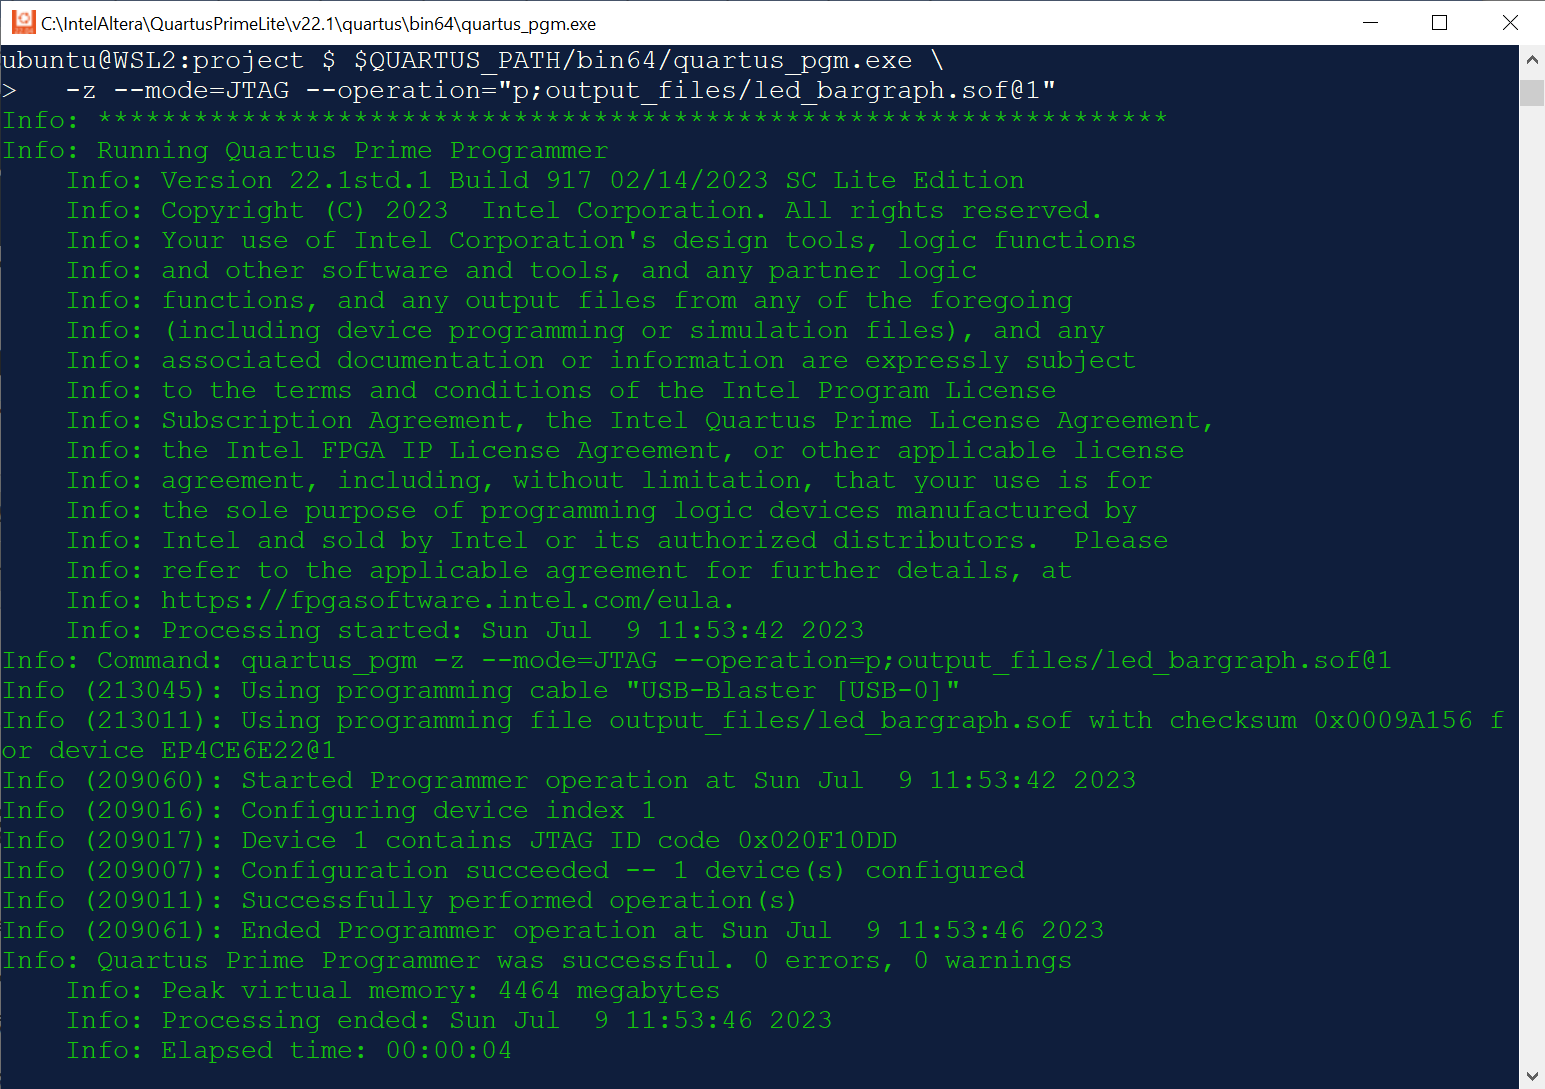 C:\IntelAltera\QuartusPrimeLite\v22.1\quartus\bin64\quartus_pgm.exe
ubuntu@WSL2:project $ $QUARTUS_PATH/bin64/quartus_pgm.exe \
>   -z --mode=JTAG --operation="p;output_files/led_bargraph.sof@1"
Info: *******************************************************************
Info: Running Quartus Prime Programmer
    Info: Version 22.1std.1 Build 917 02/14/2023 SC Lite Edition
    Info: Copyright (C) 2023  Intel Corporation. All rights reserved.
    Info: Your use of Intel Corporation's design tools, logic functions
    Info: and other software and tools, and any partner logic
    Info: functions, and any output files from any of the foregoing
    Info: (including device programming or simulation files), and any
    Info: associated documentation or information are expressly subject
    Info: to the terms and conditions of the Intel Program License
    Info: Subscription Agreement, the Intel Quartus Prime License Agreement,
    Info: the Intel FPGA IP License Agreement, or other applicable license
    Info: agreement, including, without limitation, that your use is for
    Info: the sole purpose of programming logic devices manufactured by
    Info: Intel and sold by Intel or its authorized distributors.  Please
    Info: refer to the applicable agreement for further details, at
    Info: https://fpgasoftware.intel.com/eula.
    Info: Processing started: Sun Jul  9 11:53:42 2023
Info: Command: quartus_pgm -z --mode=JTAG --operation=p;output_files/led_bargraph.sof@1
Info (213045): Using programming cable "USB-Blaster [USB-0]"
Info (213011): Using programming file output_files/led_bargraph.sof with checksum 0x0009A156 f
or device EP4CE6E22@1
Info (209060): Started Programmer operation at Sun Jul  9 11:53:42 2023
Info (209016): Configuring device index 1
Info (209017): Device 1 contains JTAG ID code 0x020F10DD
Info (209007): Configuration succeeded -- 1 device(s) configured
Info (209011): Successfully performed operation(s)
Info (209061): Ended Programmer operation at Sun Jul  9 11:53:46 2023
Info: Quartus Prime Programmer was successful. 0 errors, 0 warnings
    Info: Peak virtual memory: 4464 megabytes
    Info: Processing ended: Sun Jul  9 11:53:46 2023
    Info: Elapsed time: 00:00:04